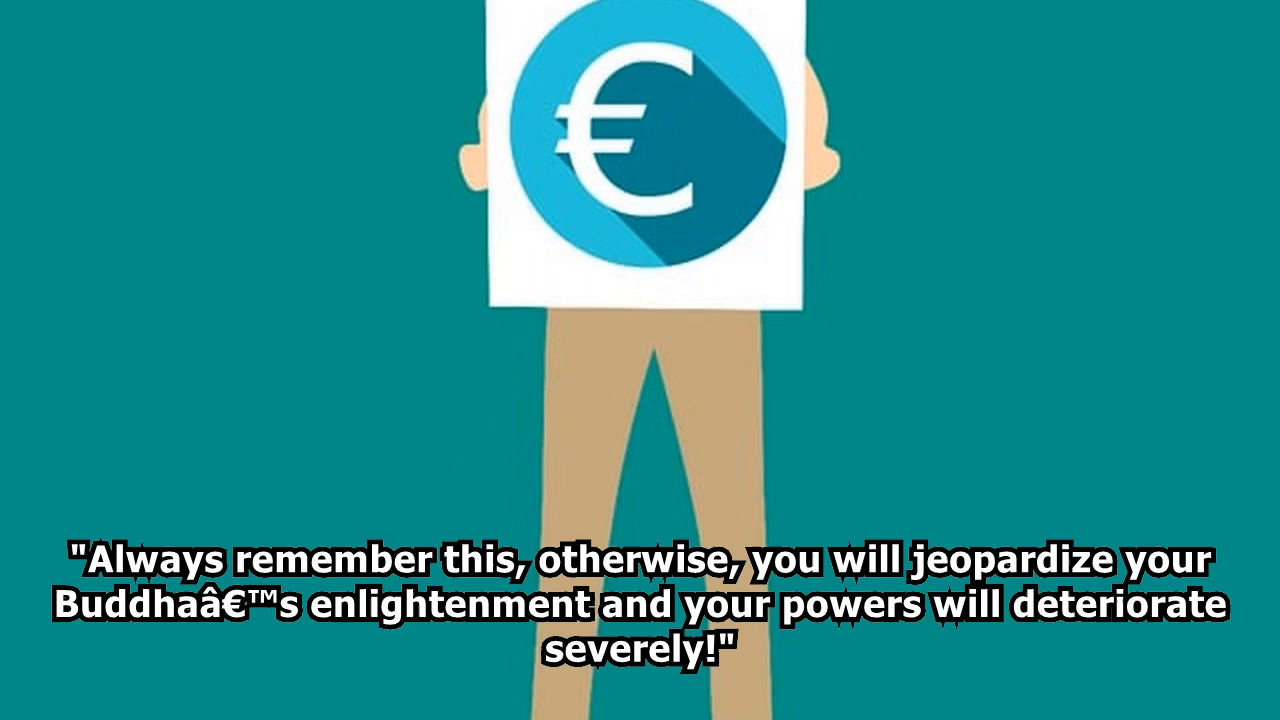 €
"Always remember this, otherwise, you will jeopardize your
Buddhaâ€™s enlightenment and your powers will deteriorate
severely!"